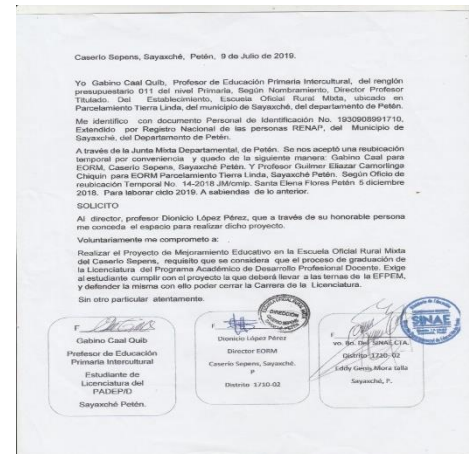 Caserío Sepens, Sayaxché, Petén, 9 de Julio de 2019.
Yo Gabino Caal Quib, Profesor de Educación Primaria Intercultural, del renglón
presupuestario 011 del nivel Primaria, Según Nombramiento, Director Profesor
Titulado. Del Establecimiento, Escuela Oficial Rural Mixta, ubicado en
Parcelamiento Tierra Linda, del municipio de Sayaxché, del departamento de Petén.
Me identifico con documento Personal de Identificación No. 1930908991710,
Extendido por Registro Nacional de las personas RENAP, del Municipio de
Sayaxché, del Departamento de Petén.
A través de la Junta Mixta Departamental, de Petén. Se nos aceptó una reubicación
temporal por conveniencia y quedo de la siguiente manera: Gabino Caal para
EORM, Caserío Sepens, Sayaxché Petén. Y Profesor Guilmer Eliazar Camorlinga
Chiquin para EORM Parcelamiento Tierra Linda, Sayaxché Petén. Según Oficio de
reubicación Temporal No. 14-2018 JM/cmip. Santa Elena Flores Petén 5 diciembre
2018. Para laborar ciclo 2019. A sabiendas de lo anterior.
SOLICITO
Al director, profesor Dionicio López Pérez, que a través de su honorable persona
me conceda el espacio para realizar dicho proyecto.
Voluntariamente me comprometo a:
Realizar el Proyecto de Mejoramiento Educativo en la Escuela Oficial Rural Mixta
del Caserío Sepens, requisito que se considera que el proceso de graduación de
la Licenciatura del Programa Académico de Desarrollo Profesional Docente. Exige
al estudiante cumplir con el proyecto la que deberá llevar a las ternas de la EFPEM,
y defender la misma con ello poder cerrar la Carrera de la Licenciatura.
Sin otro particular atentamente.
F
Gabino Caal Quib
Profesor de Educación
Primaria Intercultural
Estudiante de
Licenciatura del
PADEP/D
Sayaxché Petén.
F
Dionicio López Pérez
Director EORM
Caserío Sepens, Sayaxché.
P
Distrito 1710-02
DIRECCIÓN
F
vo. Bo. Del SINAE CTA.
Distrito 1710-02
Eddy Genis Mora
Sayaxché, P.
SINAE